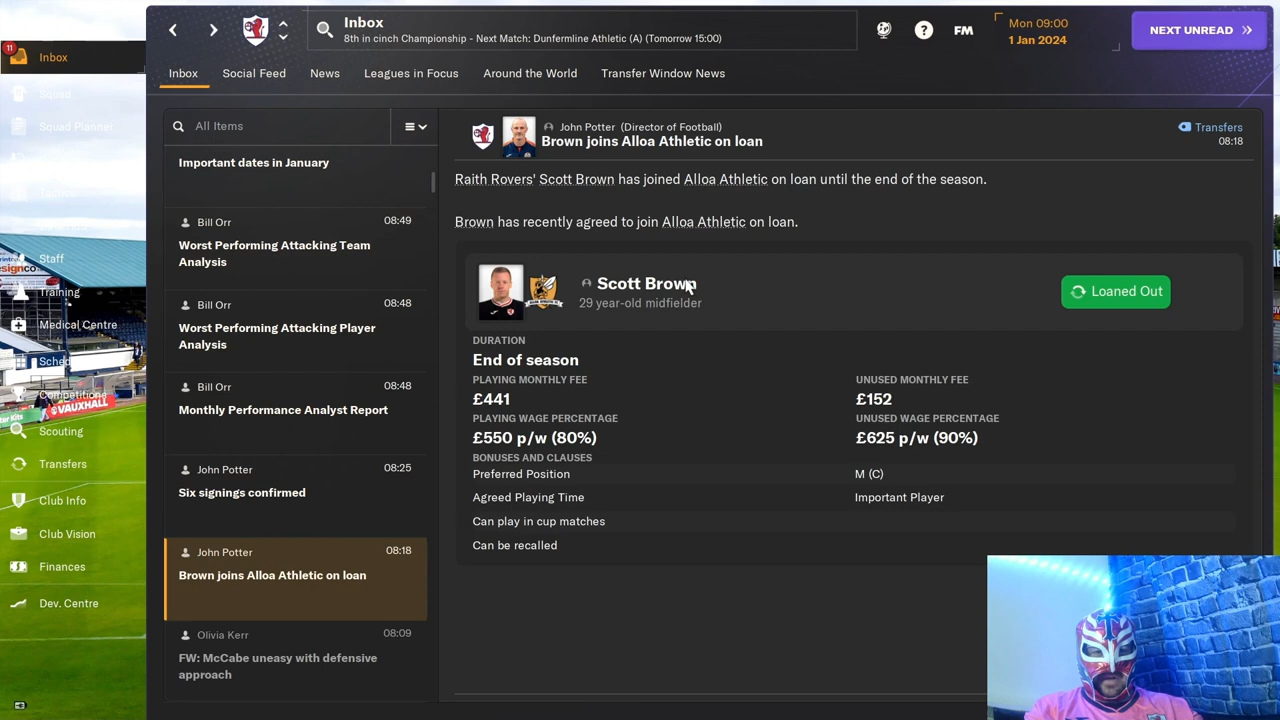 Inbox
8th in cinch Championship - Next Match: Dunfermline Athletic (A) (Tomorrow 15:00)
FM
Mon 09:00
1 Jan 2024
NEXT UNREAD
11
Inbox
Squad
Squad Planner
Staff
Training
Medical Centre
Sched
Competitions
Scouting
Transfers
Club Info
Club Vision
Finances
Dev. Centre
VAUXHALL
Inbox
Social Feed
News
Leagues in Focus
Around the World
Transfer Window News
All Items
Important dates in January
Bill Orr 08:49
Worst Performing Attacking Team
Analysis
Bill Orr 08:48
Worst Performing Attacking Player
Analysis
Bill Orr 08:48
Monthly Performance Analyst Report
John Potter 08:25
Six signings confirmed
John Potter 08:18
Brown joins Alloa Athletic on loan
Olivia Kerr 08:09
FW: McCabe uneasy with defensive
approach
John Potter (Director of Football)
Brown joins Alloa Athletic on loan
Transfers
08:18
Raith Rovers' Scott Brown has joined Alloa Athletic on loan until the end of the season.
Brown has recently agreed to join Alloa Athletic on loan.
Scott Brown
29 year-old midfielder
Loaned Out
DURATION
End of season
PLAYING MONTHLY FEE
£441
UNUSED MONTHLY FEE
£152
PLAYING WAGE PERCENTAGE
£550 p/w (80%)
UNUSED WAGE PERCENTAGE
£625 p/w (90%)
BONUSES AND CLAUSES
Preferred Position M (C)
Agreed Playing Time Important Player
Can play in cup matches
Can be recalled